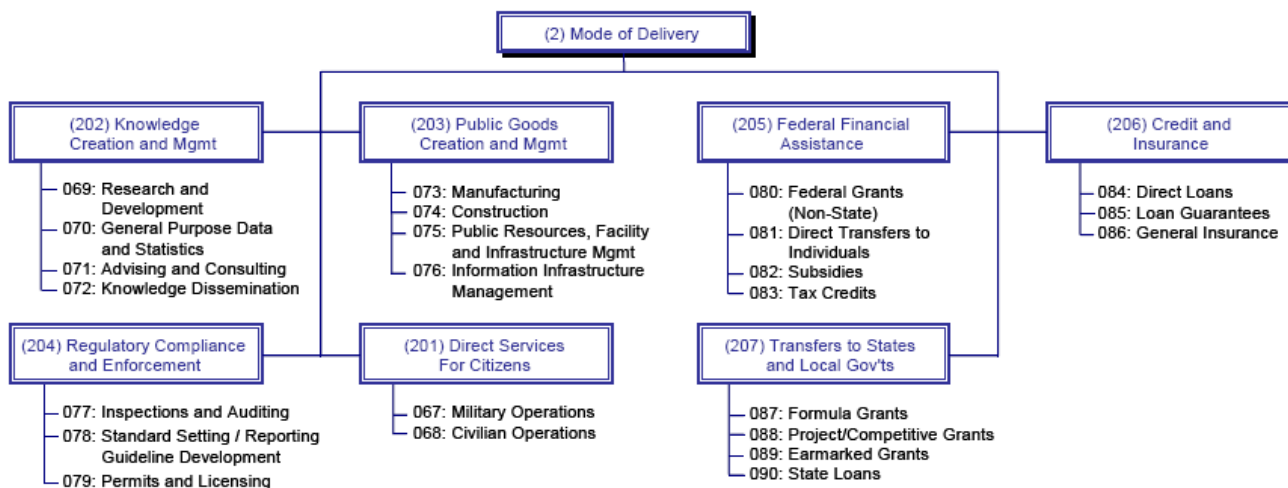 (2) Mode of Delivery
(202) Knowledge
Creation and Mgmt
069: Research and
Development
070: General Purpose Data
and Statistics
071: Advising and Consulting
072: Knowledge Dissemination
(203) Public Goods
Creation and Mgmt
073: Manufacturing
074: Construction
075: Public Resources, Facility
and Infrastructure Mgmt
076: Information Infrastructure
Management
(205) Federal Financial
Assistance
080: Federal Grants
(Non-State)
081: Direct Transfers to
Individuals
082: Subsidies
083: Tax Credits
(206) Credit and
Insurance
084: Direct Loans
085: Loan Guarantees
086: General Insurance
(204) Regulatory Compliance
and Enforcement
077: Inspections and Auditing
078: Standard Setting / Reporting
Guideline Development
079: Permits and Licensing
(201) Direct Services
For Citizens
067: Military Operations
068: Civilian Operations
(207) Transfers to States
and Local Gov'ts
087: Formula Grants
088: Project/Competitive Grants
089: Earmarked Grants
090: State Loans